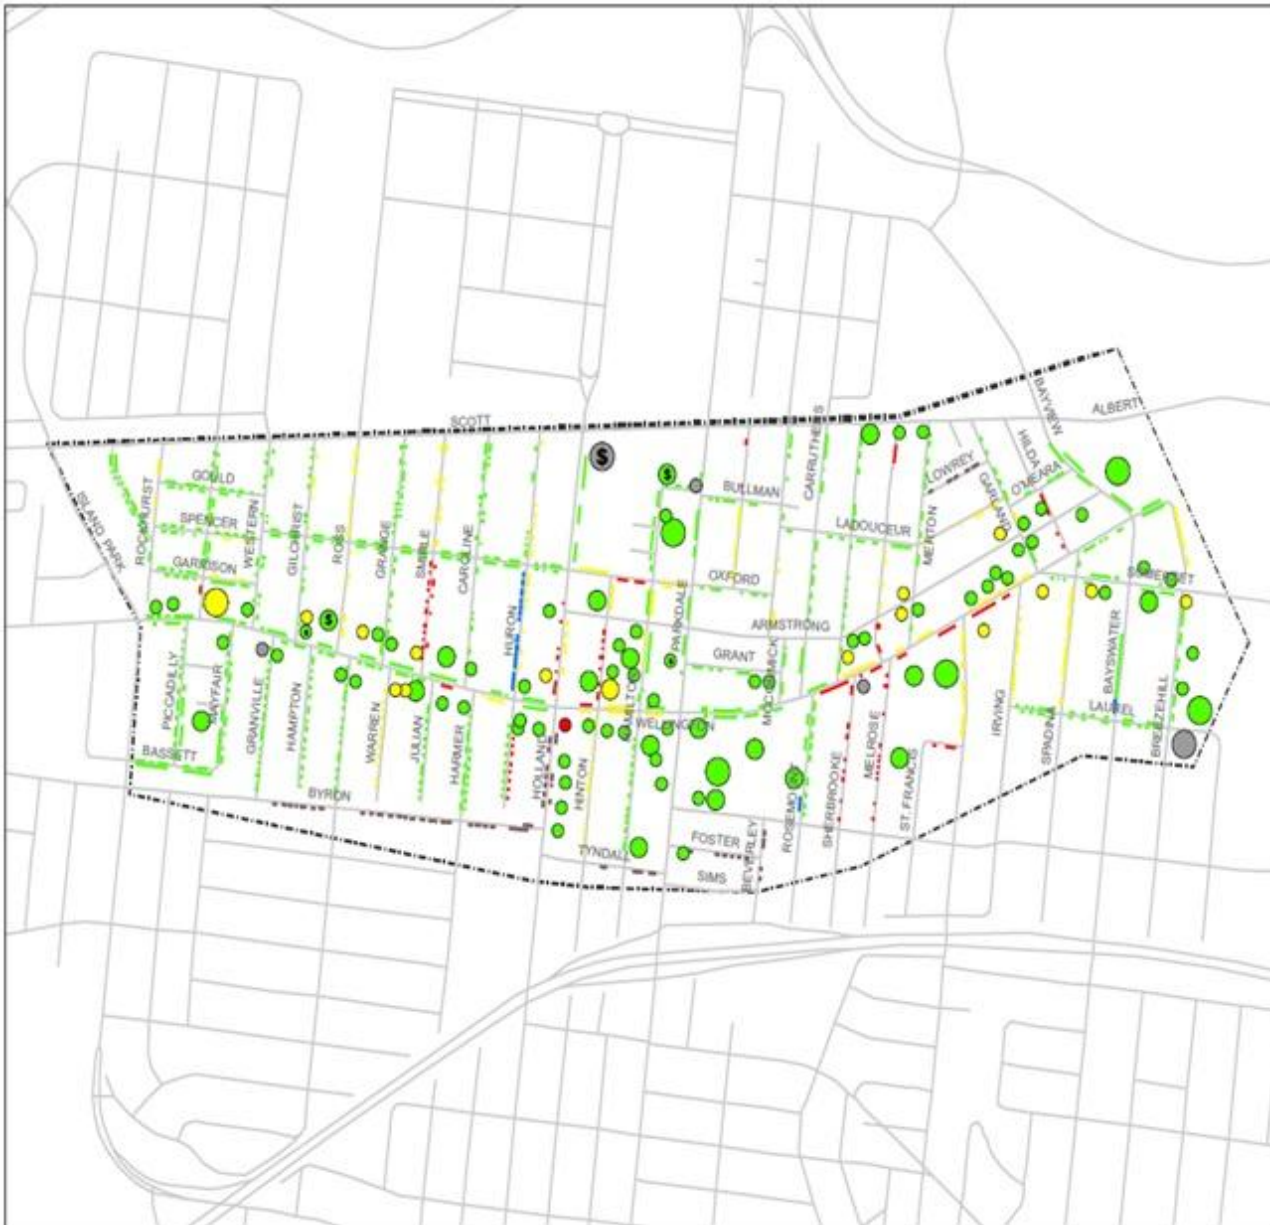 SCOTT
ALBERT
BAYVIEW
HILDA
O'MEARA
GARLAND
LOWREY
MERTON
LADOUCEUR
CARRUTHERS
BULLMAN
ISLAND PARK
ROCKHURST
GOULD
SPENCER
GARRISON
WESTERN
GILCHRIST
ROSS
GRANGE
SMIRLE
CAROLINE
HURON
OXFORD
PARKDALE
ARMSTRONG
GRANT
MCCORMICK
SOMERSET
BAYSWATER
LAUREL
BREEZEHILL
SPADINA
IRVING
PICCADILLY
MAYFAIR
GRANVILLE
HAMPTON
WARREN
JULIAN
HARMER
HOLLAND
HINTON
WELLINGTON
BASSETT
BYRON
TYNDALL
FOSTER
SIMS
BEVERLEY
ROSEMOUNT
SHERBROOKE
MELROSE
ST. FRANCIS
$
$
$